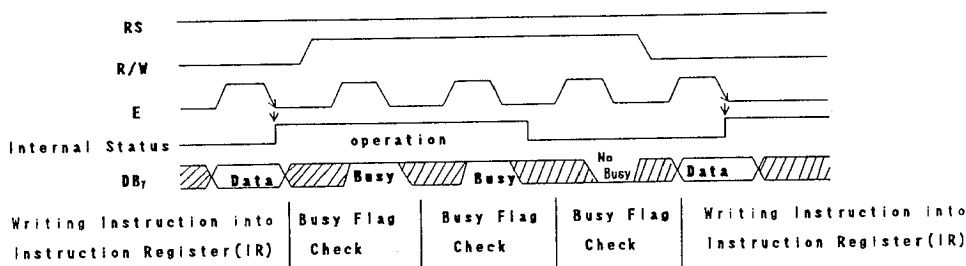 RS
R/W
E
Internal Status
operation
DB7 Data Busy Busy No Busy Data
Writing Instruction into Instruction Register(IR)
Busy Flag Check
Busy Flag Check
Busy Flag Check
Writing Instruction into Instruction Register(IR)